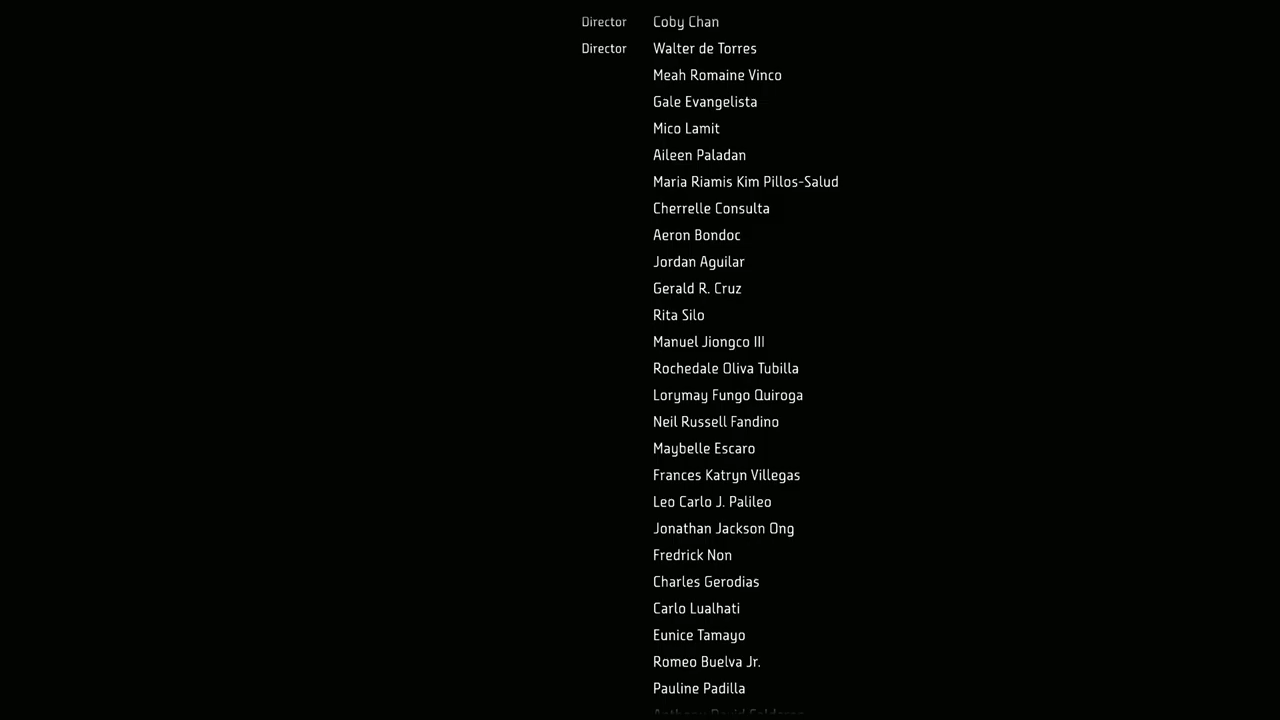 Director Coby Chan
Director Walter de Torres
Meah Romaine Vinco
Gale Evangelista
Mico Lamit
Aileen Paladan
Maria Riamis Kim Pillos-Salud
Cherrelle Consulta
Aeron Bondoc
Jordan Aguilar
Gerald R. Cruz
Rita Silo
Manuel Jiongco III
Rochedale Oliva Tubilla
Lorymay Fungo Quiroga
Neil Russell Fandino
Maybelle Escaro
Frances Katryn Villegas
Leo Carlo J. Palileo
Jonathan Jackson Ong
Fredrick Non
Charles Gerodias
Carlo Lualhati
Eunice Tamayo
Romeo Buelva Jr.
Pauline Padilla
Anthony David